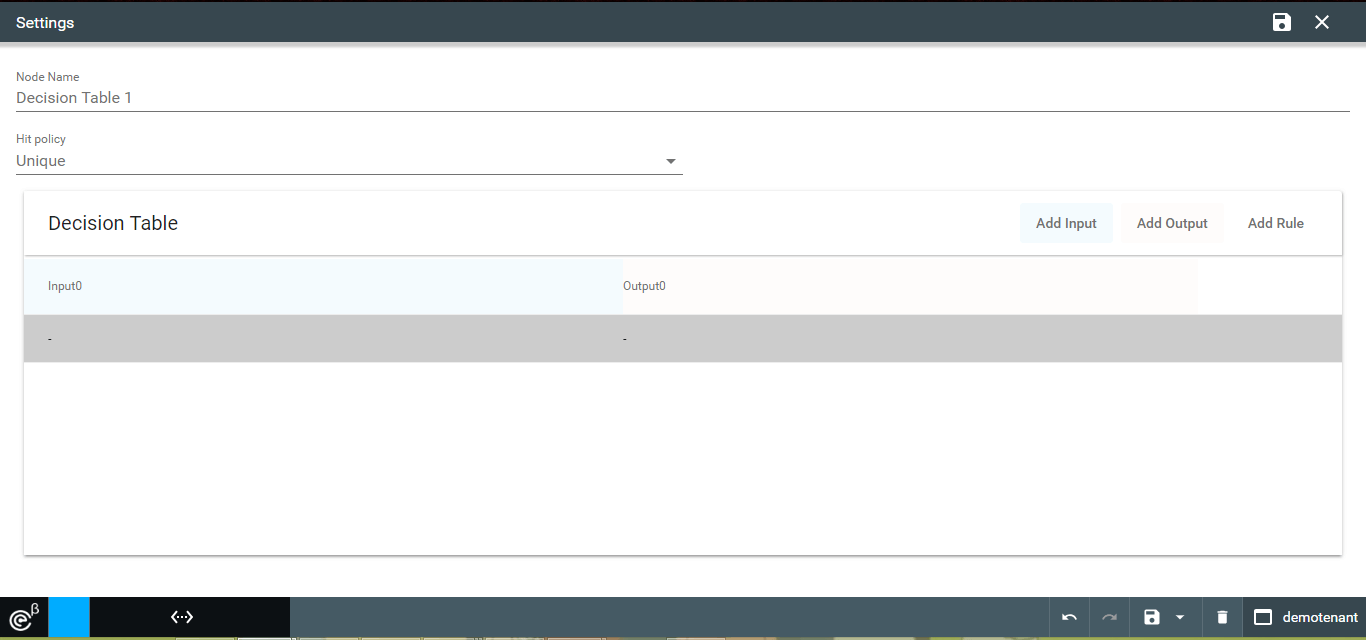 Settings
Node Name
Decision Table 1
Hit policy
Unique
Decision Table
Add Input
Add Output
Add Rule
Input0
Output0
-
-
β
demotenant